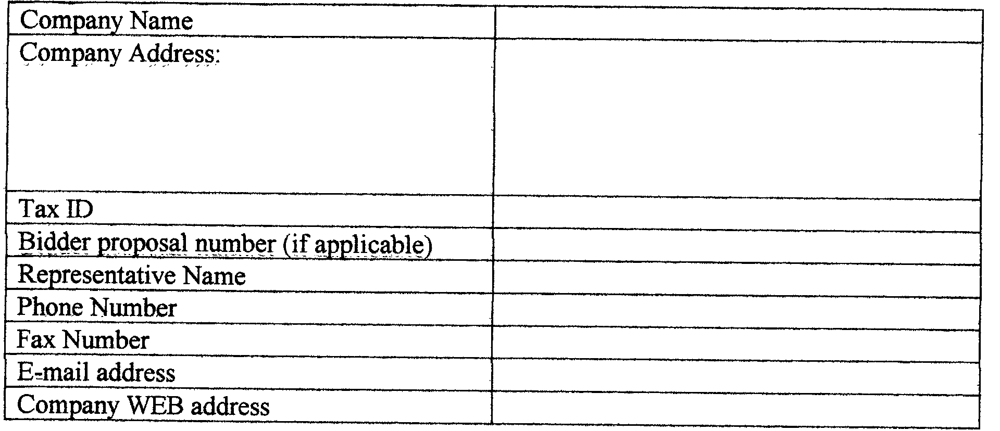 Company Name
Company Address:
Tax ID
Bidder proposal number (if applicable)
Representative Name
Phone Number
Fax Number
E-mail address
Company WEB address